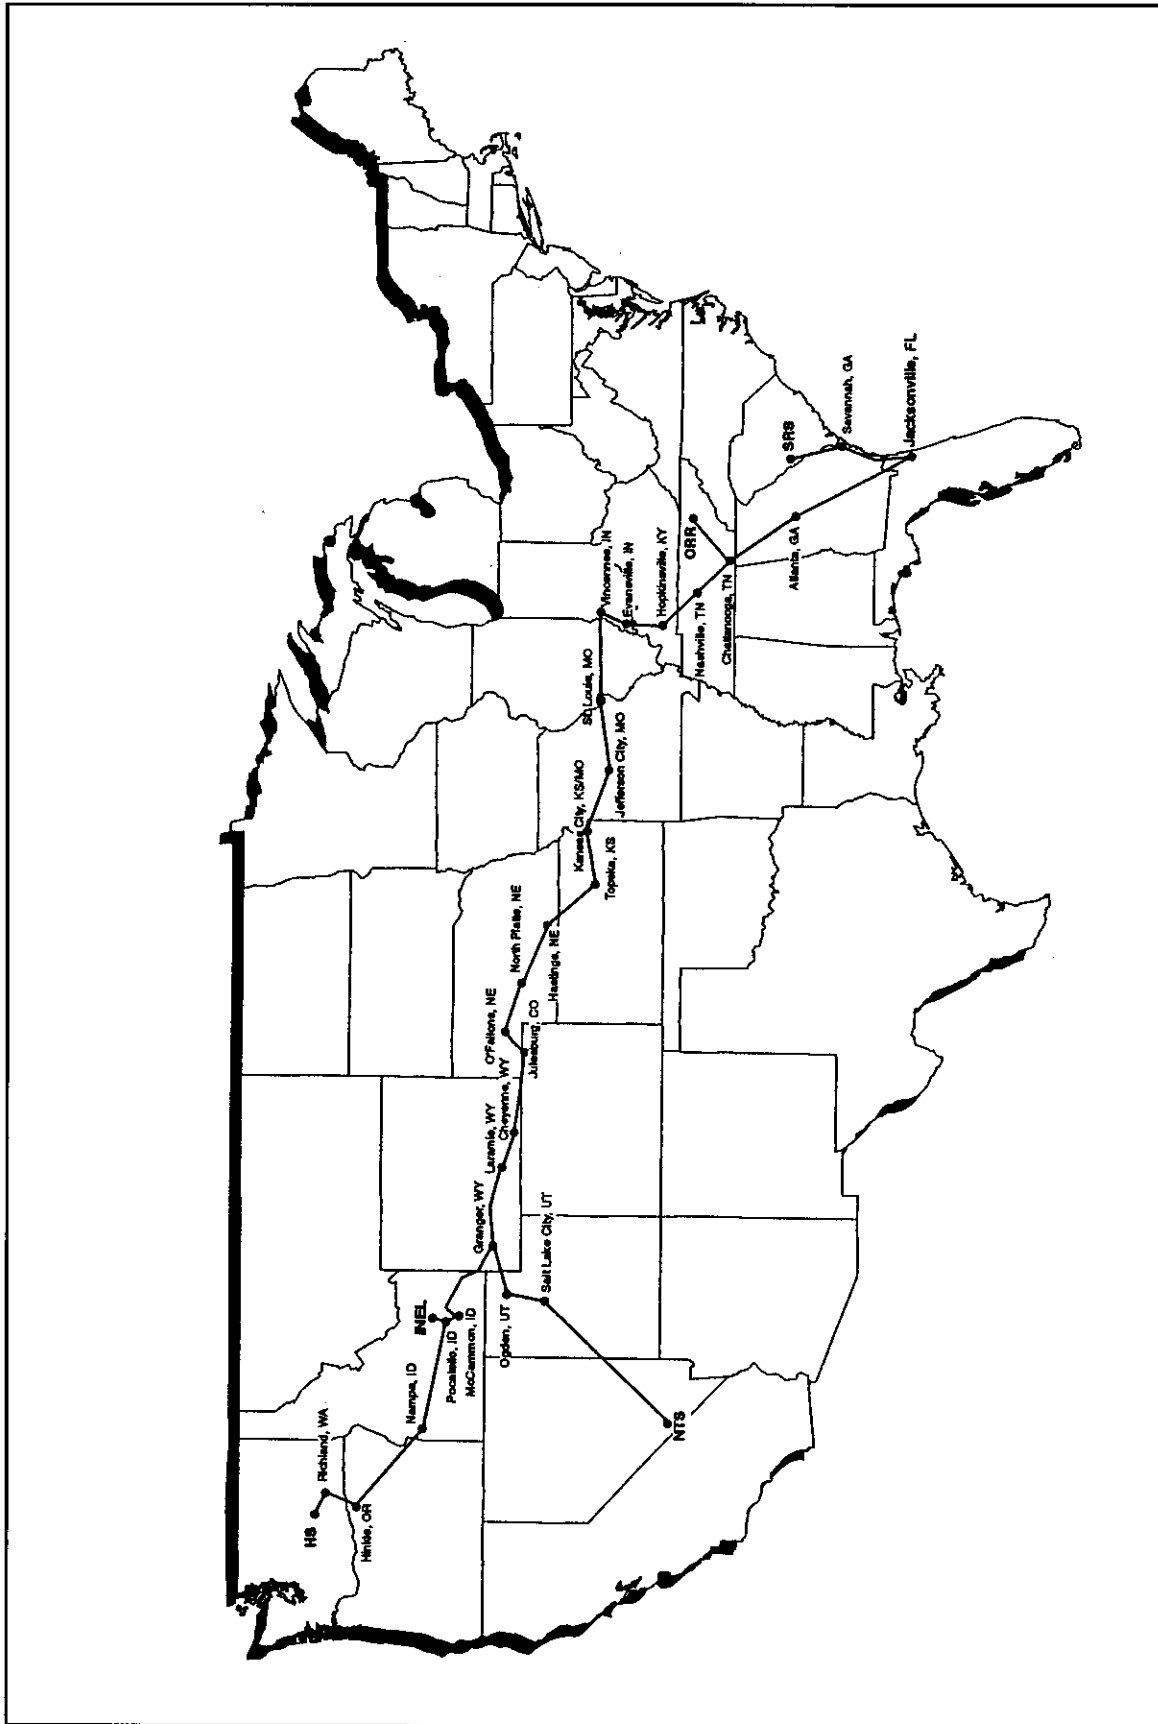 HS
Richland, WA
Hinkle, OR
Nampa, ID
INEL
Pocatello, ID
McCammon, ID
Granger, WY
Ogden, UT
Salt Lake City, UT
NTS
Laramie, WY
Cheyenne, WY
Julesburg, CO
O'Fallons, NE
North Platte, NE
Hastings, NE
Topeka, KS
Kansas City, KS/MO
Jefferson City, MO
St. Louis, MO
Vincennes, IN
Evansville, IN
Hopkinsville, KY
Nashville, TN
Chattanooga, TN
ORR
Atlanta, GA
SRS
Savannah, GA
Jacksonville, FL